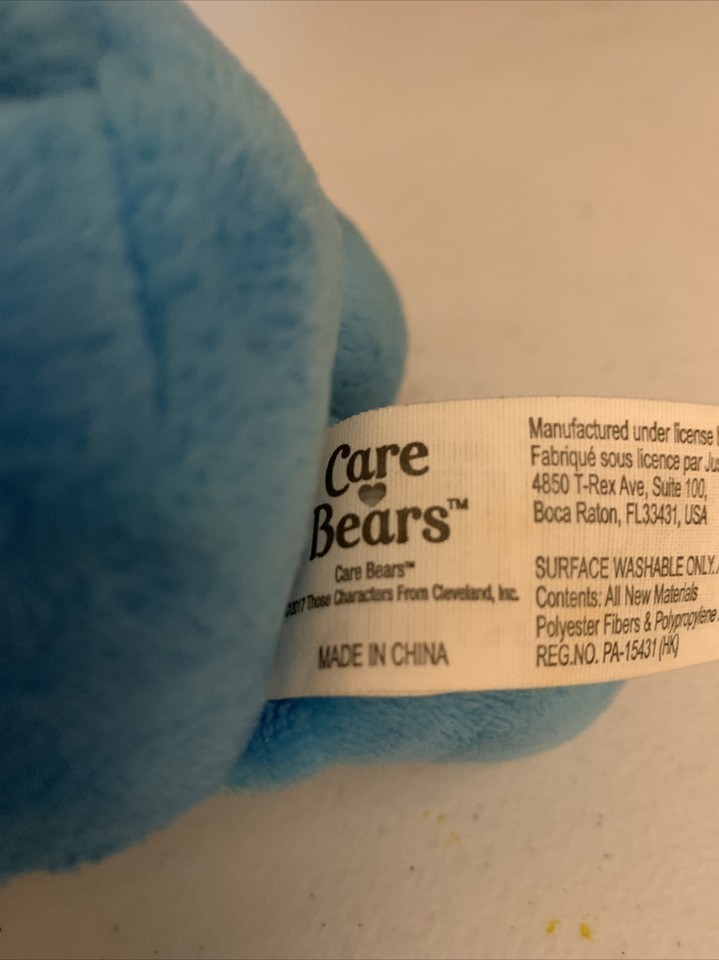 Care
Bears™
Care Bears™
©2017 Those Characters From Cleveland, Inc.
MADE IN CHINA
Manufactured under license
Fabriqué sous licence par
4850 T-Rex Ave, Suite 100,
Boca Raton, FL33431, USA
SURFACE WASHABLE ONLY.
Contents: All New Materials
Polyester Fibers & Polypropylene
REG.NO. PA-15431 (HK)